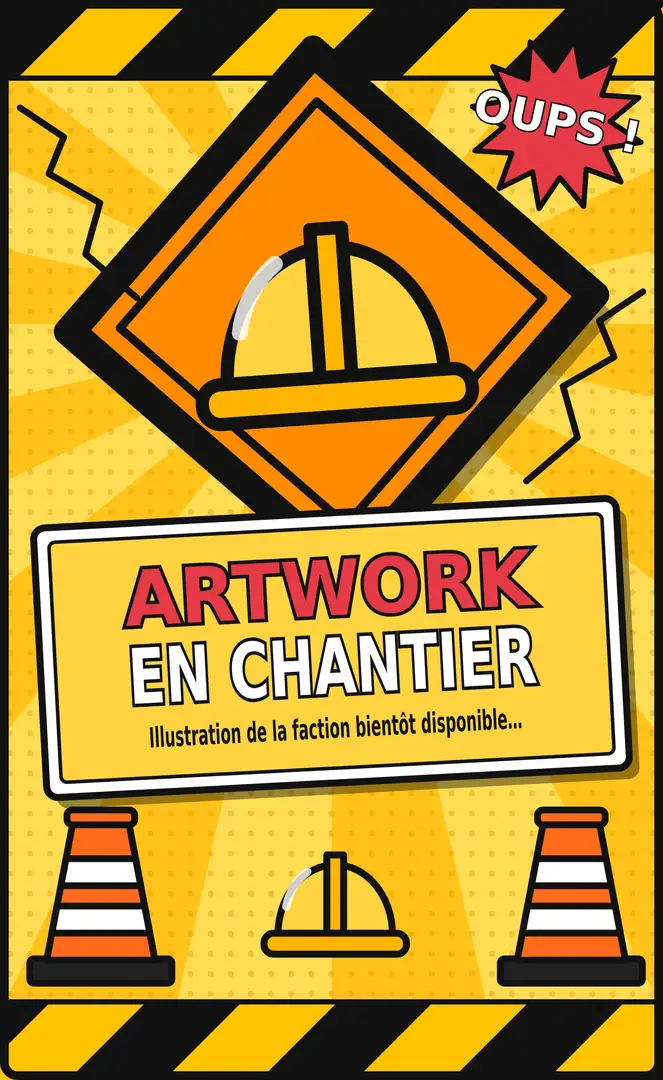 OUPS !
ARTWORK
EN CHANTIER
Illustration de la faction bientôt disponible...